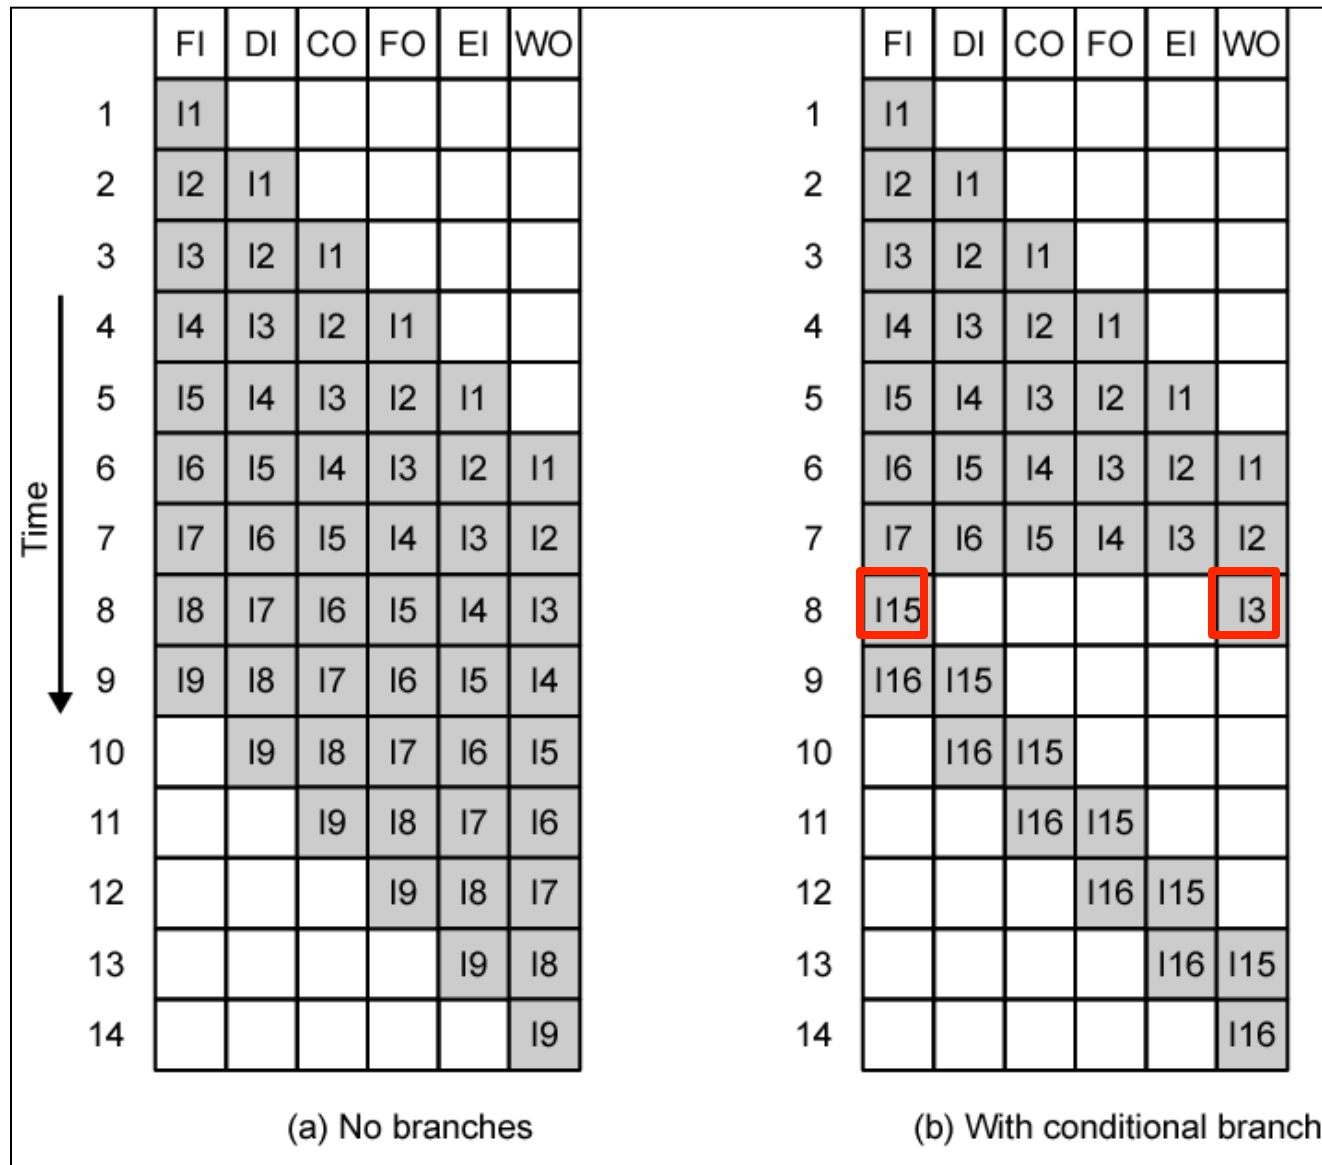 FI DI CO FO EI WO FI DI CO FO EI WO
1 I1 1 I1
2 I2 I1 2 I2 I1
3 I3 I2 I1 3 I3 I2 I1
4 I4 I3 I2 I1 4 I4 I3 I2 I1
5 I5 I4 I3 I2 I1 5 I5 I4 I3 I2 I1
6 I6 I5 I4 I3 I2 I1 6 I6 I5 I4 I3 I2 I1
Time
7 I7 I6 I5 I4 I3 I2 7 I7 I6 I5 I4 I3 I2
8 I8 I7 I6 I5 I4 I3 8 I15 I3
9 I9 I8 I7 I6 I5 I4 9 I16 I15
10 I9 I8 I7 I6 I5 10 I16 I15
11 I9 I8 I7 I6 11 I16 I15
12 I9 I8 I7 12 I16 I15
13 I9 I8 13 I16 I15
14 I9 14 I16
(a) No branches (b) With conditional branch